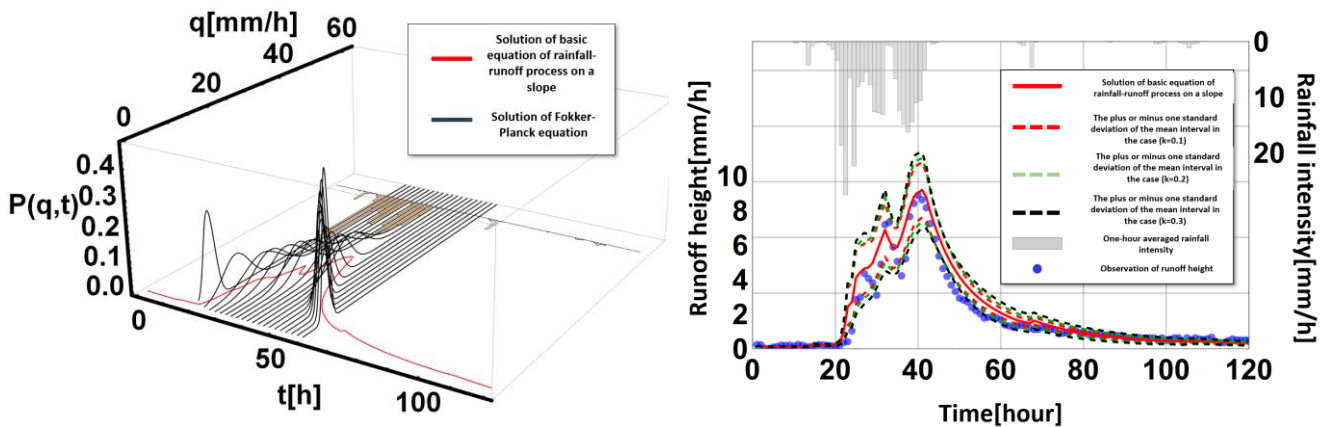 q[mm/h]
60
40
20
0
Solution of basic
equation of rainfall-
runoff process on a
slope
Solution of Fokker-
Planck equation
0.4
0.3
0.2
0.1
0.0
P(q,t)
0
50
100
t[h]
Runoff height[mm/h]
10
8
6
4
2
0
0
20
40
60
80
100
120
Time[hour]
0
10
20
Rainfall intensity[mm/h]
Solution of basic equation of
rainfall-runoff process on a slope
The plus or minus one standard
deviation of the mean interval in
the case (k=0.1)
The plus or minus one standard
deviation of the mean interval in
the case (k=0.2)
The plus or minus one standard
deviation of the mean interval in
the case (k=0.3)
One-hour averaged rainfall
intensity
Observation of runoff height